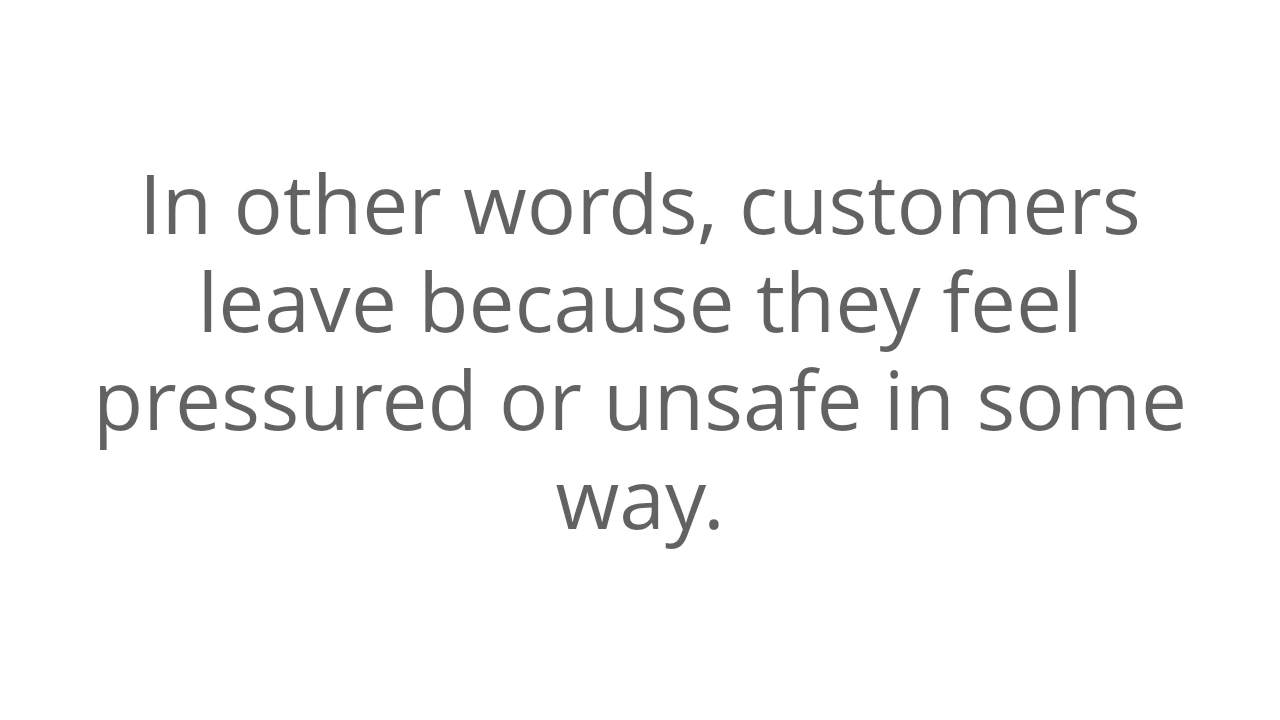 In other words, customers
leave because they feel
pressured or unsafe in some
way.